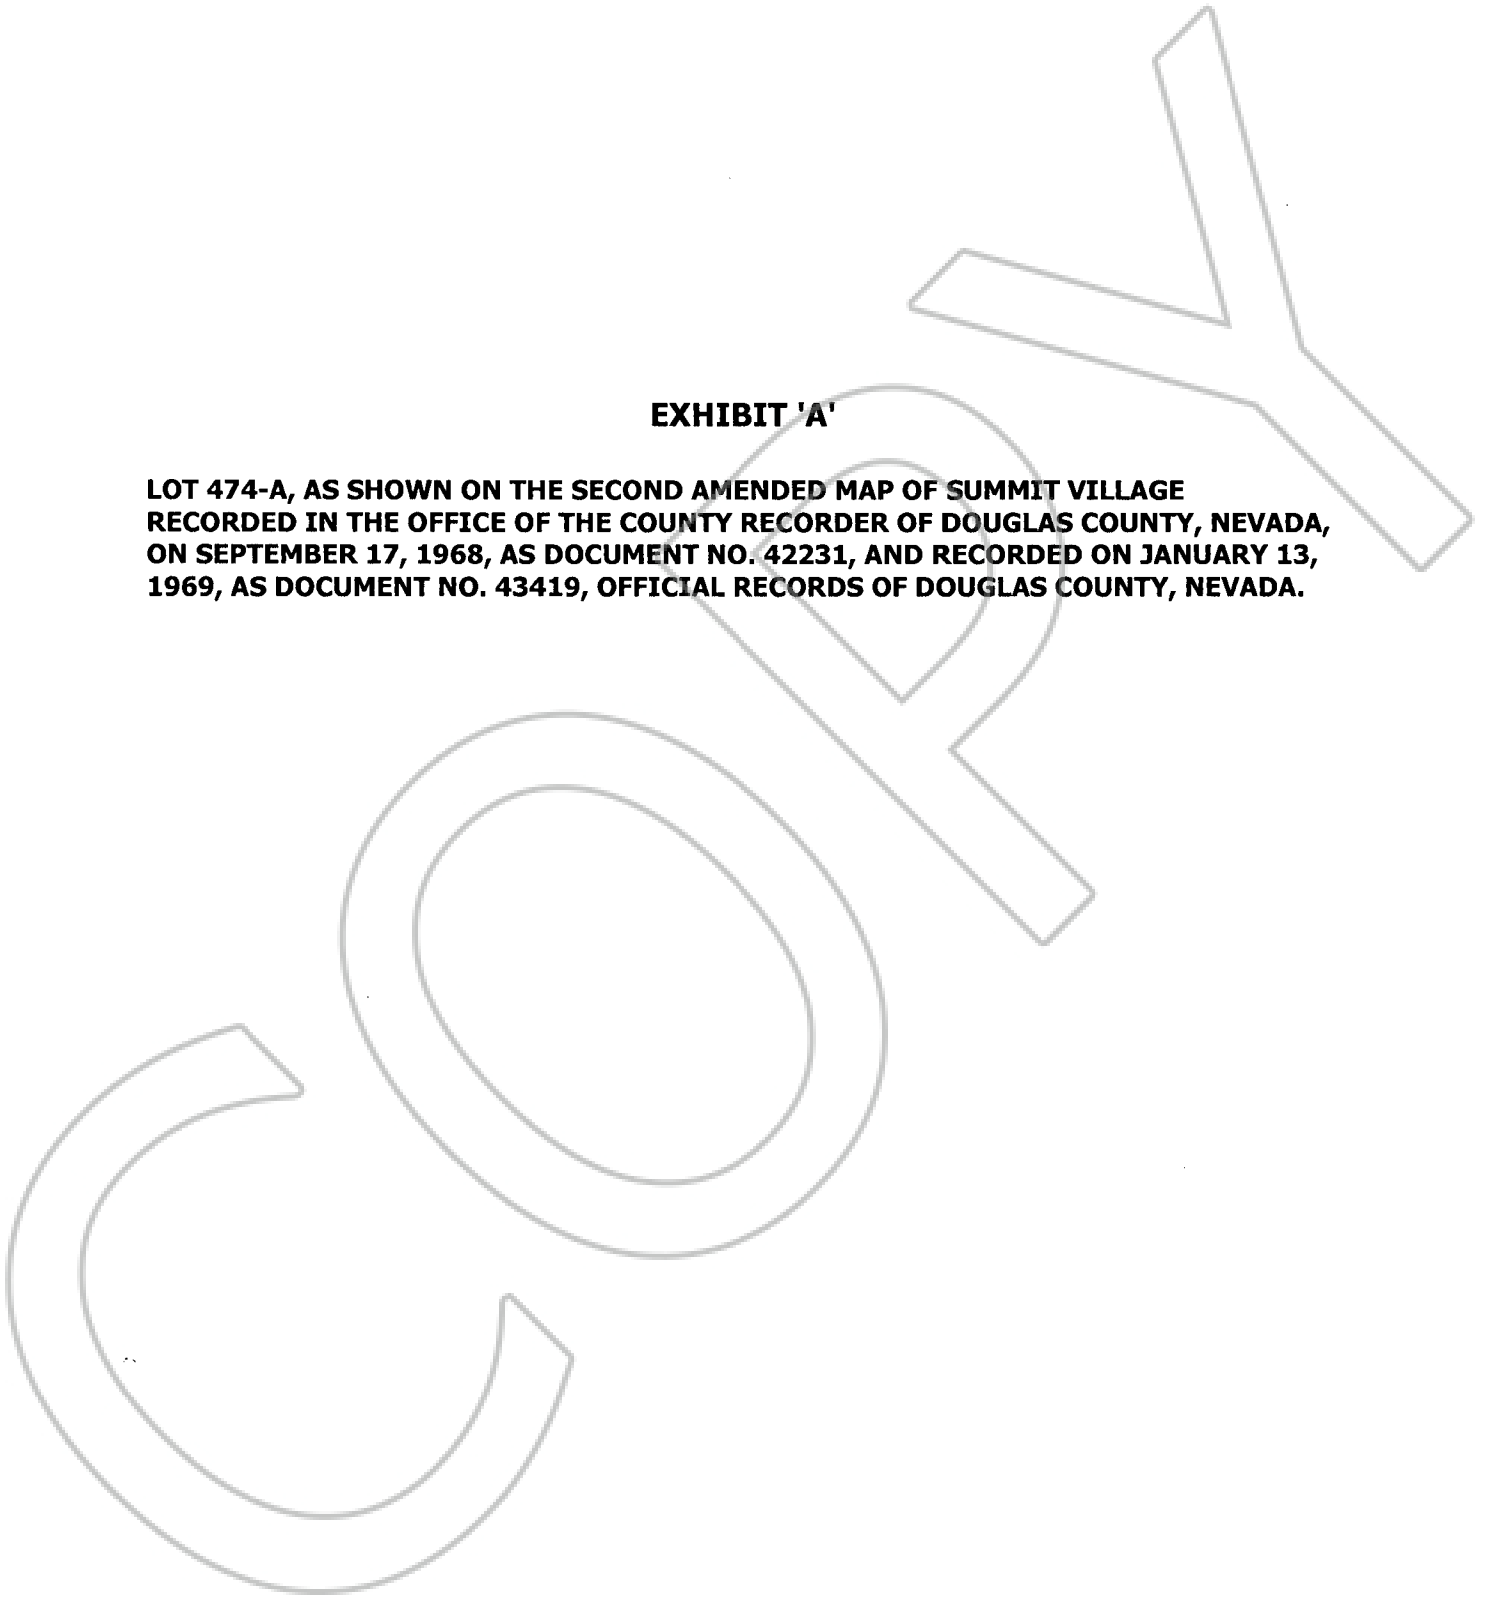 EXHIBIT 'A'
LOT 474-A, AS SHOWN ON THE SECOND AMENDED MAP OF SUMMIT VILLAGE
RECORDED IN THE OFFICE OF THE COUNTY RECORDER OF DOUGLAS COUNTY, NEVADA,
ON SEPTEMBER 17, 1968, AS DOCUMENT NO. 42231, AND RECORDED ON JANUARY 13,
1969, AS DOCUMENT NO. 43419, OFFICIAL RECORDS OF DOUGLAS COUNTY, NEVADA.
COPY